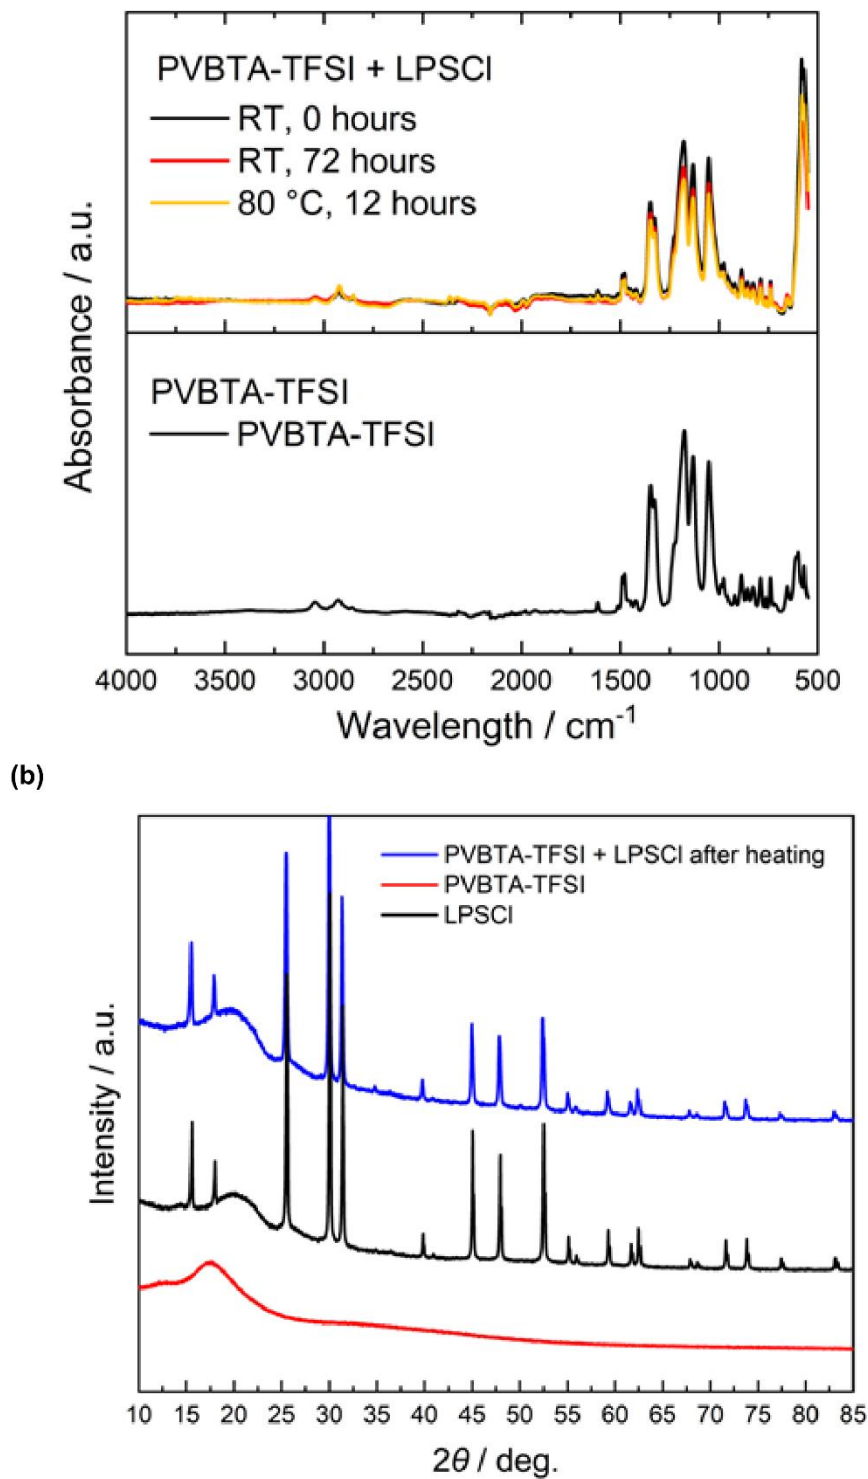 PVBTA-TFSI + LPSCl
RT, 0 hours
RT, 72 hours
80 °C, 12 hours
Absorbance / a.u.
PVBTA-TFSI
PVBTA-TFSI
4000 3500 3000 2500 2000 1500 1000 500
Wavelength / cm-1
(b)
PVBTA-TFSI + LPSCl after heating
PVBTA-TFSI
LPSCl
Intensity / a.u.
10 15 20 25 30 35 40 45 50 55 60 65 70 75 80 85
2θ / deg.